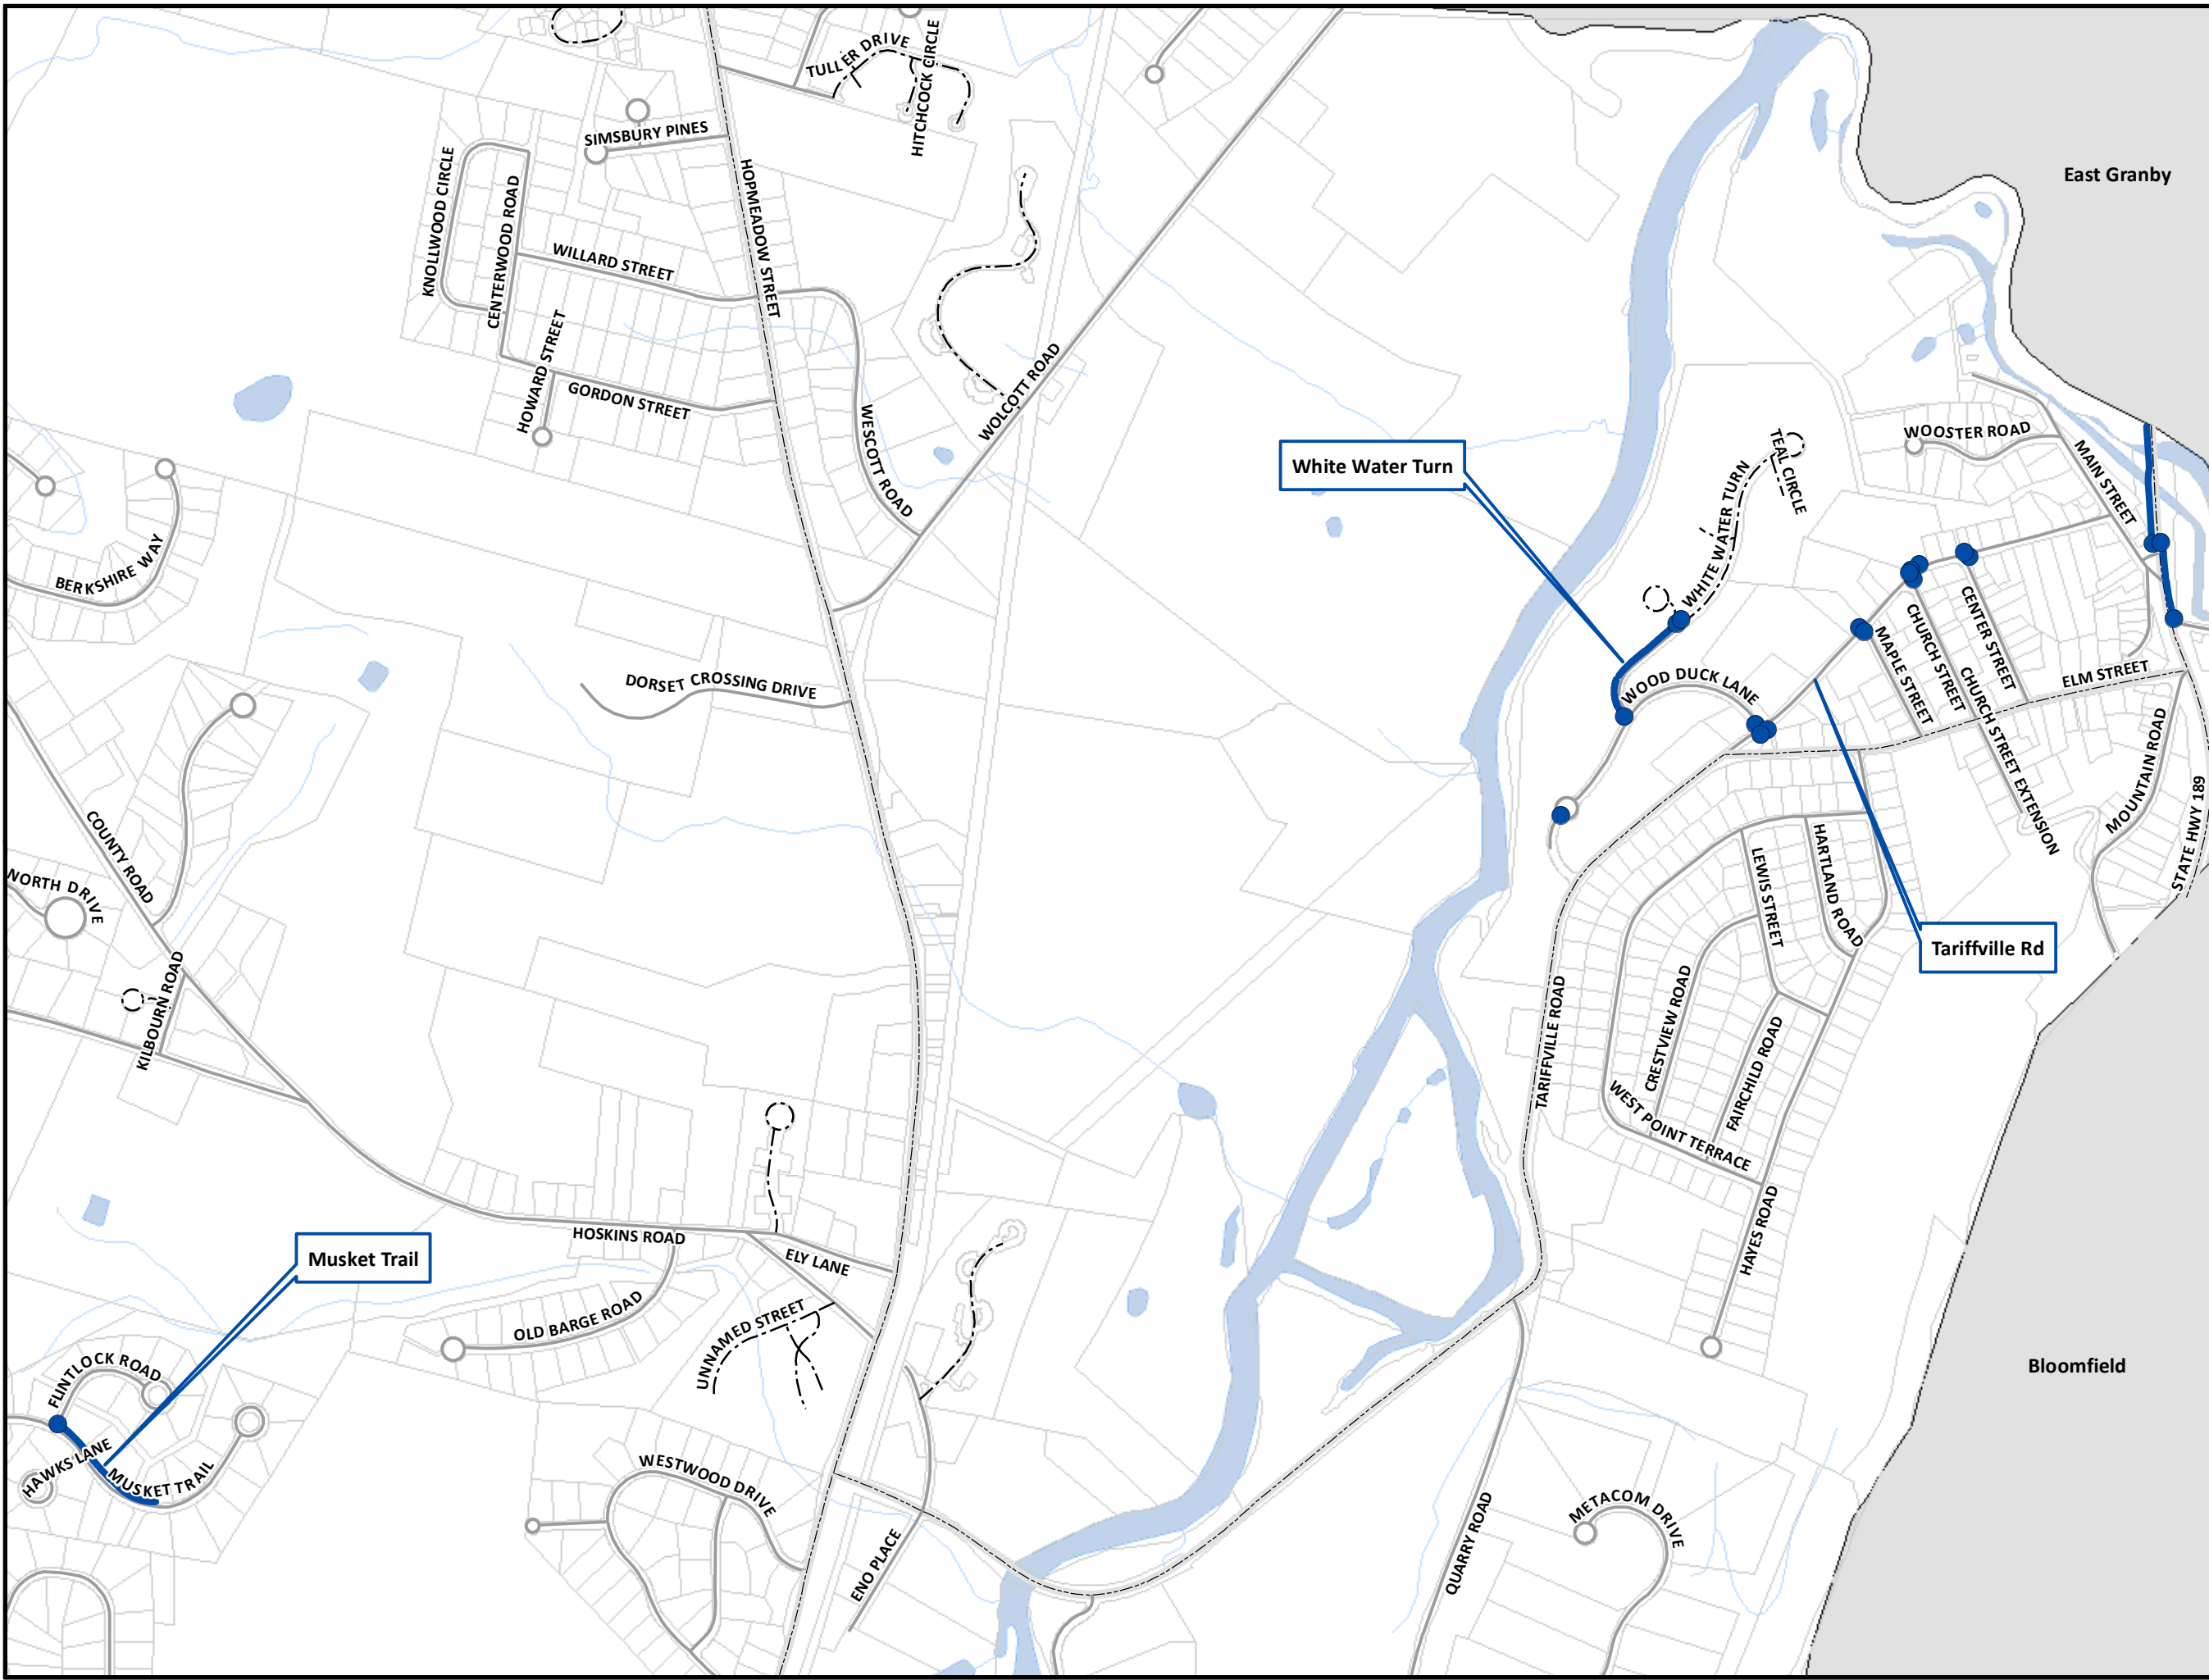 TULLER DRIVE
HITCHCOCK CIRCLE
SIMSBURY PINES
KNOLLWOOD CIRCLE
CENTERWOOD ROAD
HOPMEADOW STREET
East Granby
WILLARD STREET
HOWARD STREET
GORDON STREET
WESCOTT ROAD
WOLCOTT ROAD
White Water Turn
WHITE WATER TURN
TEAL CIRCLE
WOOSTER ROAD
MAIN STREET
BERKSHIRE WAY
DORSET CROSSING DRIVE
WOOD DUCK LANE
MAPLE STREET
CHURCH STREET
CENTER STREET
CHURCH STREET EXTENSION
ELM STREET
MOUNTAIN ROAD
STATE HWY 189
COUNTY ROAD
NORTH DRIVE
KILBOURN ROAD
LEWIS STREET
HARTLAND ROAD
Tariffville Rd
TARIFFVILLE ROAD
CRESTVIEW ROAD
FAIRCHILD ROAD
WEST POINT TERRACE
HAYES ROAD
HOSKINS ROAD
ELY LANE
Musket Trail
OLD BARGE ROAD
UNNAMED STREET
FLINTLOCK ROAD
HAWKS LANE
MUSKET TRAIL
Bloomfield
WESTWOOD DRIVE
ENO PLACE
QUARRY ROAD
METACOM DRIVE